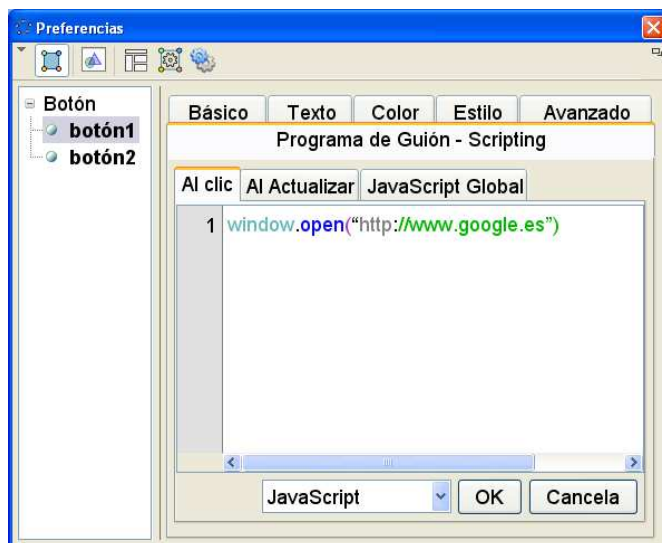 Preferencias
Botón
botón1
botón2
Básico Texto Color Estilo Avanzado
Programa de Guión - Scripting
Al clic Al Actualizar JavaScript Global
1 window.open(“http://www.google.es”)
JavaScript OK Cancela